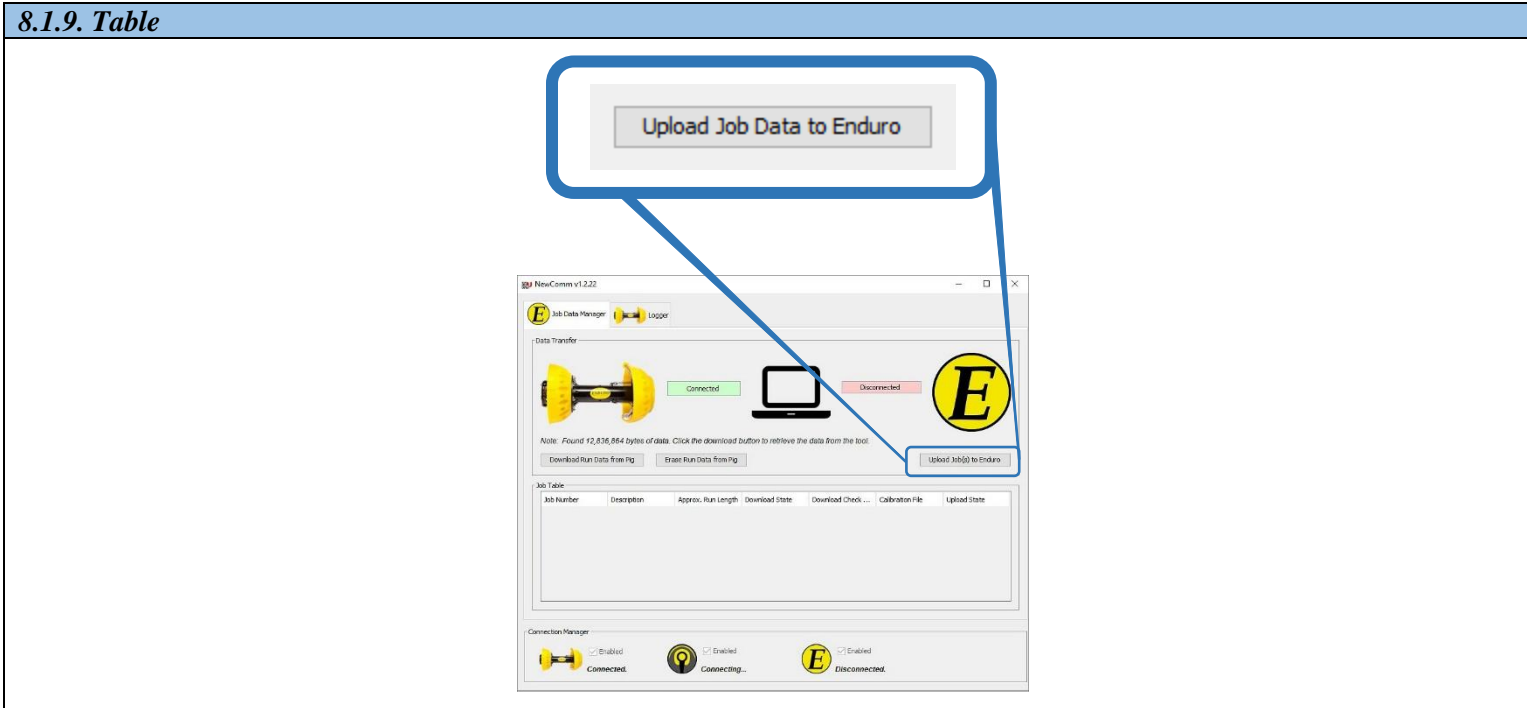 8.1.9. Table
Upload Job Data to Enduro
NewComm v1.2.22
E Job Data Manager Logger
Data Transfer
Connected
Disconnected
E
Note: Found 12,836,864 bytes of data. Click the download button to retrieve the data from the tool.
Download Run Data from Pig Erase Run Data from Pig Upload Job(s) to Enduro
Job Table
Job Number Description Approx. Run Length Download State Download Check ... Calibration File Upload State
Connection Manager
Enabled Enabled E Enabled
Connected. Connecting... Disconnected.